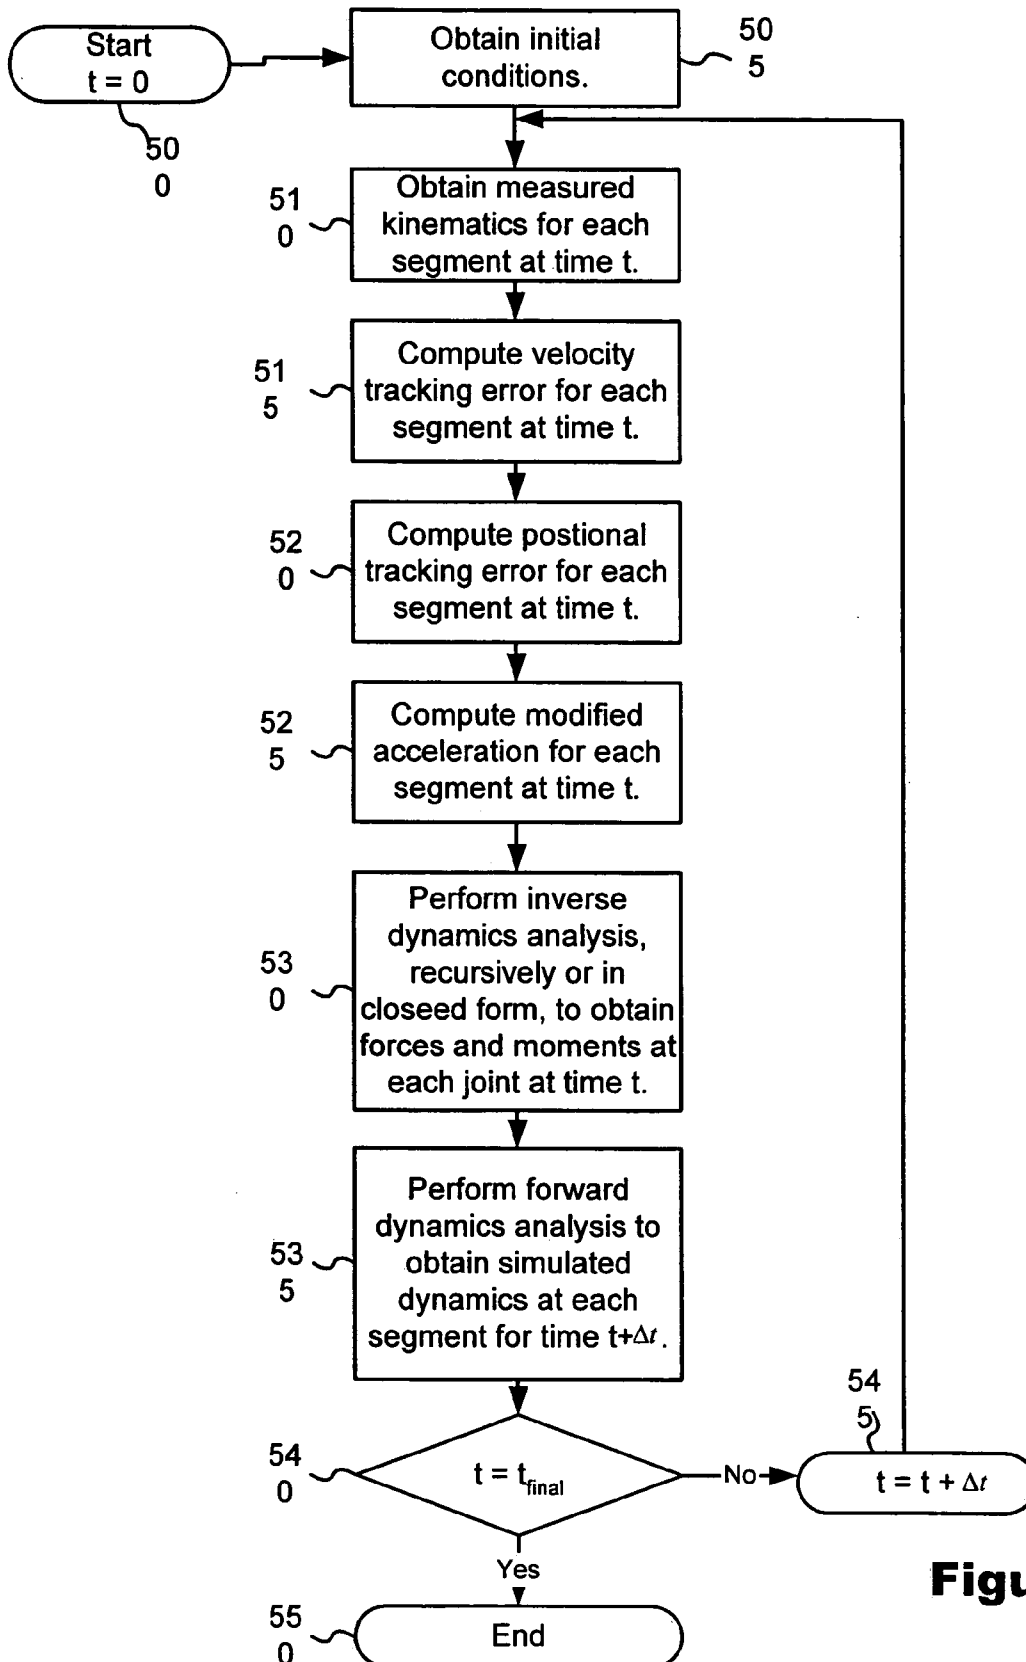 Start
t = 0
50
0
Obtain initial
conditions.
50
5
Obtain measured
kinematics for each
segment at time t.
51
0
Compute velocity
tracking error for each
segment at time t.
51
5
Compute postional
tracking error for each
segment at time t.
52
0
Compute modified
acceleration for each
segment at time t.
52
5
Perform inverse
dynamics analysis,
recursively or in
closeed form, to obtain
forces and moments at
each joint at time t.
53
0
Perform forward
dynamics analysis to
obtain simulated
dynamics at each
segment for time t+Δt.
53
5
t = t_final
54
0
No
t = t + Δt
54
5
Yes
End
55
0
Figu